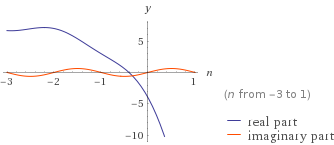 y
5
-3
-2
-1
1
n
-5
-10
(n from -3 to 1)
real part
imaginary part